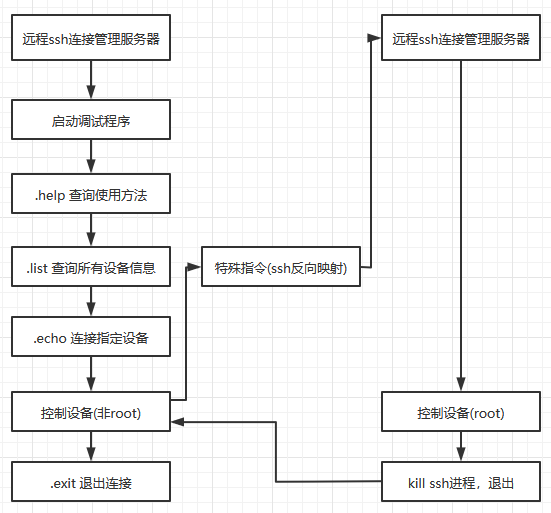 远程ssh连接管理服务器
启动调试程序
.help 查询使用方法
.list 查询所有设备信息
.echo 连接指定设备
控制设备(非root)
.exit 退出连接
特殊指令(ssh反向映射)
远程ssh连接管理服务器
控制设备(root)
kill ssh进程，退出